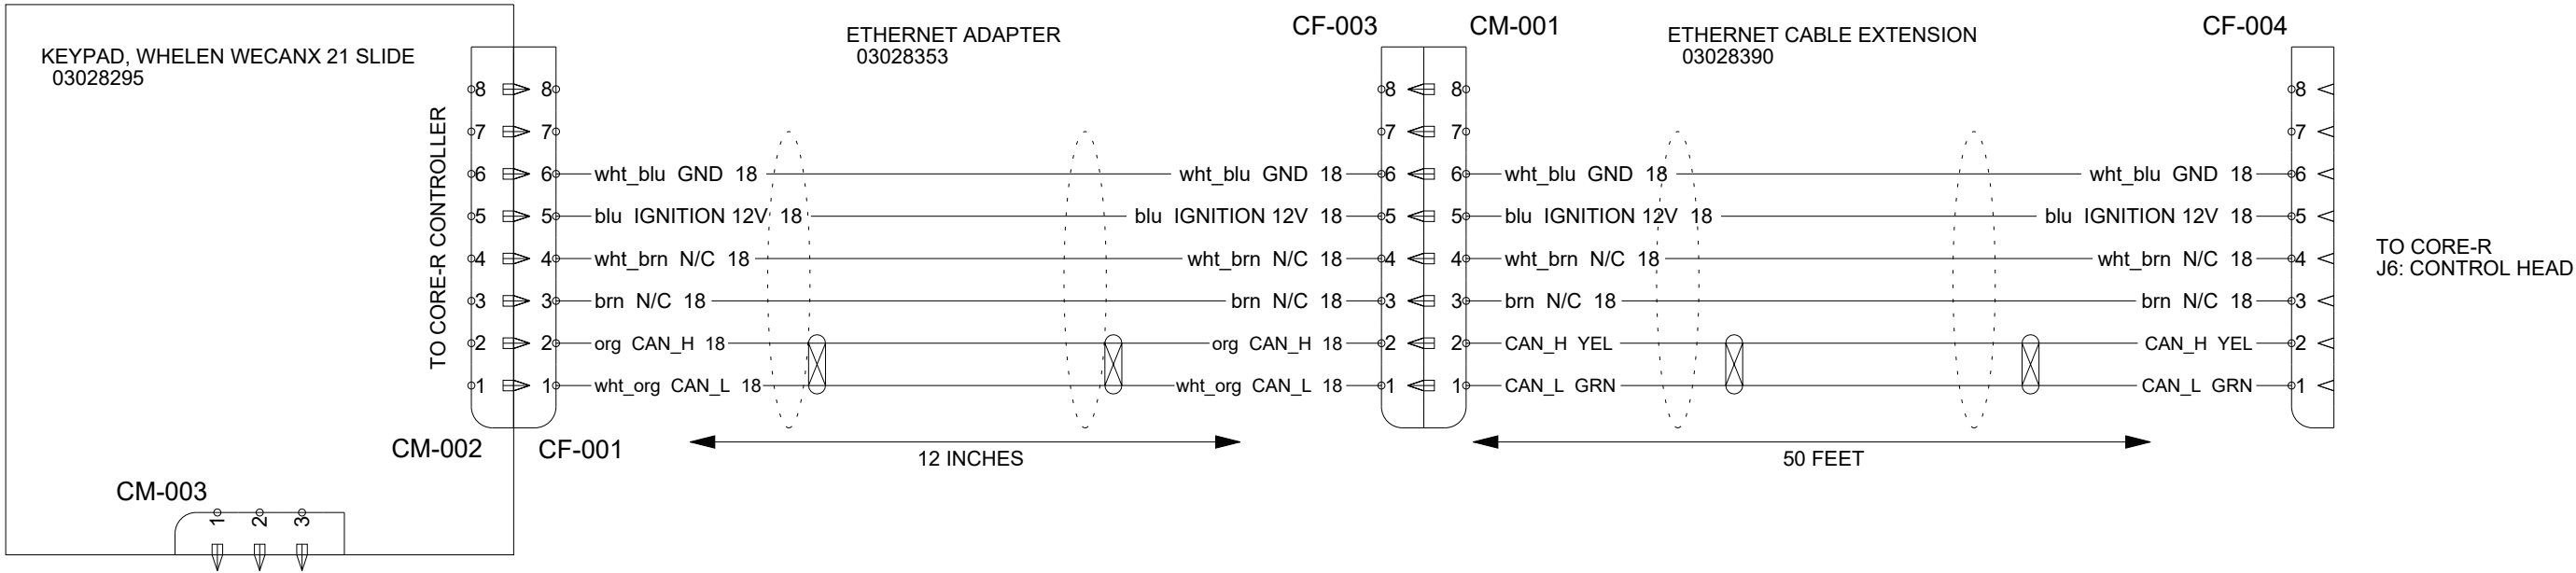 KEYPAD, WHELEN WECANX 21 SLIDE
03028295
TO CORE-R CONTROLLER
8 8
7 7
6 6
5 5
4 4
3 3
2 2
1 1
CM-002 CF-001
CM-003
1 2 3
ETHERNET ADAPTER
03028353
wht_blu GND 18 wht_blu GND 18
blu IGNITION 12V 18 blu IGNITION 12V 18
wht_brn N/C 18 wht_brn N/C 18
brn N/C 18 brn N/C 18
org CAN_H 18 org CAN_H 18
wht_org CAN_L 18 wht_org CAN_L 18
12 INCHES
CF-003 CM-001
8 8
7 7
6 6
5 5
4 4
3 3
2 2
1 1
ETHERNET CABLE EXTENSION
03028390
wht_blu GND 18 wht_blu GND 18
blu IGNITION 12V 18 blu IGNITION 12V 18
wht_brn N/C 18 wht_brn N/C 18
brn N/C 18 brn N/C 18
CAN_H YEL CAN_H YEL
CAN_L GRN CAN_L GRN
50 FEET
CF-004
8
7
6
5
4
3
2
1
TO CORE-R
J6: CONTROL HEAD